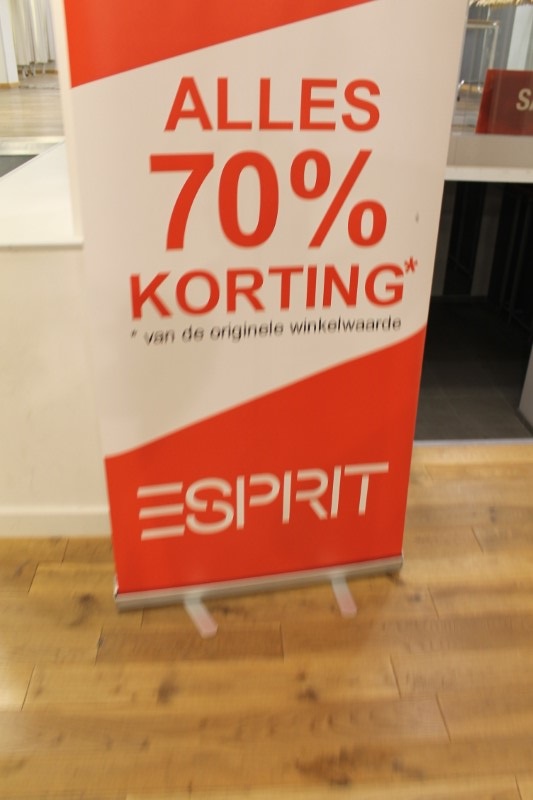 ALLES
70%
KORTING*
* van de originele winkelwaarde
ESPRIT